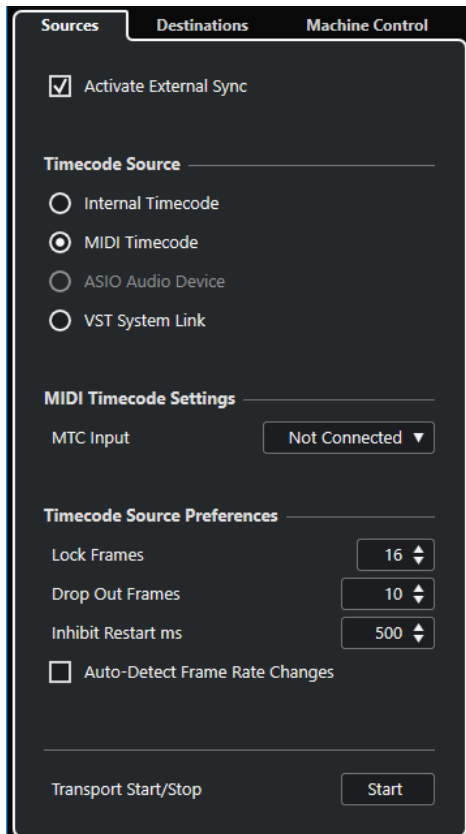 Sources Destinations Machine Control
Activate External Sync
Timecode Source
Internal Timecode
MIDI Timecode
ASIO Audio Device
VST System Link
MIDI Timecode Settings
MTC Input Not Connected
Timecode Source Preferences
Lock Frames 16
Drop Out Frames 10
Inhibit Restart ms 500
Auto-Detect Frame Rate Changes
Transport Start/Stop Start